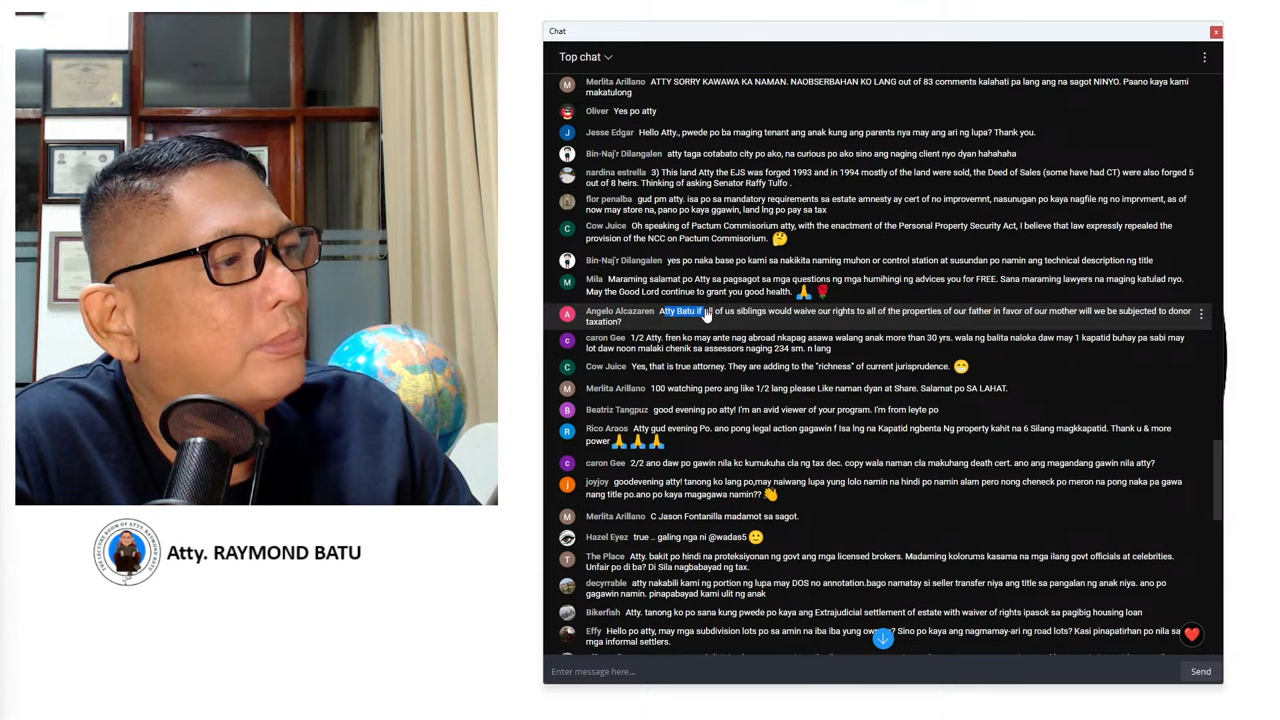 Chat
x
Top chat
M Merlita Arillano ATTY SORRY KAWAWA KA NAMAN. NAOBSERBAHAN KO LANG out of 83 comments kalahati pa lang ang na sagot NINYO. Paano kaya kami
makatulong
Oliver Yes po atty
J Jesse Edgar Hello Atty., pwede po ba maging tenant ang anak kung ang parents nya may ang ari ng lupa? Thank you.
Bin-Naj'r Dilangalen atty taga cotabato city po ako, na curious po ako sino ang naging client nyo dyan hahahaha
nardina estrella 3) This land Atty the EJS was forged 1993 and in 1994 mostly of the land were sold, the Deed of Sales (some have had CT) were also forged 5
out of 8 heirs. Thinking of asking Senator Raffy Tulfo .
flor penalba gud pm atty. isa po sa mandatory requirements sa estate amnesty ay cert of no improvemnt, nasunugan po kaya nagfile ng no imprvment, as of
now may store na, pano po kaya ggawin, land lng po pay sa tax
C Cow Juice Oh speaking of Pactum Commisorium atty, with the enactment of the Personal Property Security Act, I believe that law expressly repealed the
provision of the NCC on Pactum Commisorium. 🤔
Bin-Naj'r Dilangalen yes po naka base po kami sa nakikita naming muhon or control station at susundan po namin ang technical description ng title
M Mila Maraming salamat po Atty sa pagsagot sa mga questions ng mga humihingi ng advices you for FREE. Sana maraming lawyers na maging katulad nyo.
May the Good Lord continue to grant you good health. 🙏 🌹
A Angelo Alcazaren Atty Batu if all of us siblings would waive our rights to all of the properties of our father in favor of our mother will we be subjected to donor
taxation?
c caron Gee 1/2 Atty. fren ko may ante nag abroad nkapag asawa walang anak more than 30 yrs. wala ng balita naloka daw may 1 kapatid buhay pa sabi may
lot daw noon malaki chenik sa assessors naging 234 sm. n lang
C Cow Juice Yes, that is true attorney. They are adding to the "richness" of current jurisprudence. 😁
M Merlita Arillano 100 watching pero ang like 1/2 lang please Like naman dyan at Share. Salamat po SA LAHAT.
B Beatriz Tangpuz good evening po atty! I'm an avid viewer of your program. I'm from leyte po
R Rico Araos Atty gud evening Po. ano pong legal action gagawin f Isa lng na Kapatid ngbenta Ng property kahit na 6 Silang magkkapatid. Thank u & more
power 🙏🙏🙏
c caron Gee 2/2 ano daw po gawin nila kc kumukuha cla ng tax dec. copy wala naman cla makuhang death cert. ano ang magandang gawin nila atty?
j joyjoy goodevening atty! tanong ko lang po,may naiwang lupa yung lolo namin na hindi po namin alam pero nong cheneck po meron na pong naka pa gawa
nang title po.ano po kaya magagawa namin?? 👋
M Merlita Arillano C Jason Fontanilla madamot sa sagot.
Hazel Eyez true .. galing nga ni @wadas5 🙂
T The Place Atty. bakit po hindi na proteksiyonan ng govt ang mga licensed brokers. Madaming kolorums kasama na mga ilang govt officials at celebrities.
Unfair po di ba? Di Sila nagbabayad ng tax.
decyrrable atty nakabili kami ng portion ng lupa may DOS no annotation.bago namatay si seller transfer niya ang title sa pangalan ng anak niya. ano po
gagawin namin. pinapabayad kami ulit ng anak
Bikerfish Atty. tanong ko po sana kung pwede po kaya ang Extrajudicial settlement of estate with waiver of rights ipasok sa pagibig housing loan
Effy Hello po atty, may mga subdivision lots po sa amin na iba iba yung ? Sino po kaya ang nagmamay-ari ng road lots? Kasi pinapatirhan po nila sa
mga informal settlers.
Enter message here...
Send
Atty. RAYMOND BATU